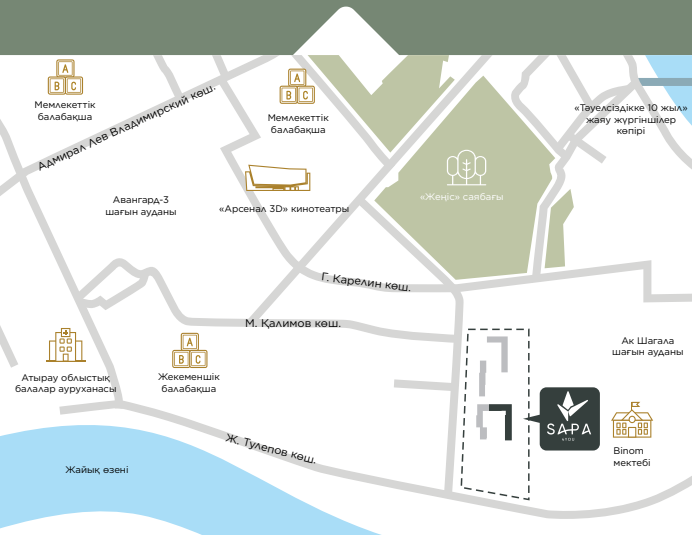 A
B C
Мемлекеттік
балабақша
Адмирал Лев Владимирский көш.
A
B C
Мемлекеттік
балабақша
«Тәуелсіздікке 10 жыл»
жаяу жүргіншілер
көпірі
Авангард-3
шағын ауданы
«Арсенал 3D» кинотеатры
«Жеңіс» саябағы
Г. Карелин көш.
М. Қалимов көш.
Ак Шагала
шағын ауданы
Атырау облыстық
балалар ауруханасы
A
B C
Жекеменшік
балабақша
SAPA
Binom
мектебі
Ж. Тулепов көш.
Жайық өзені